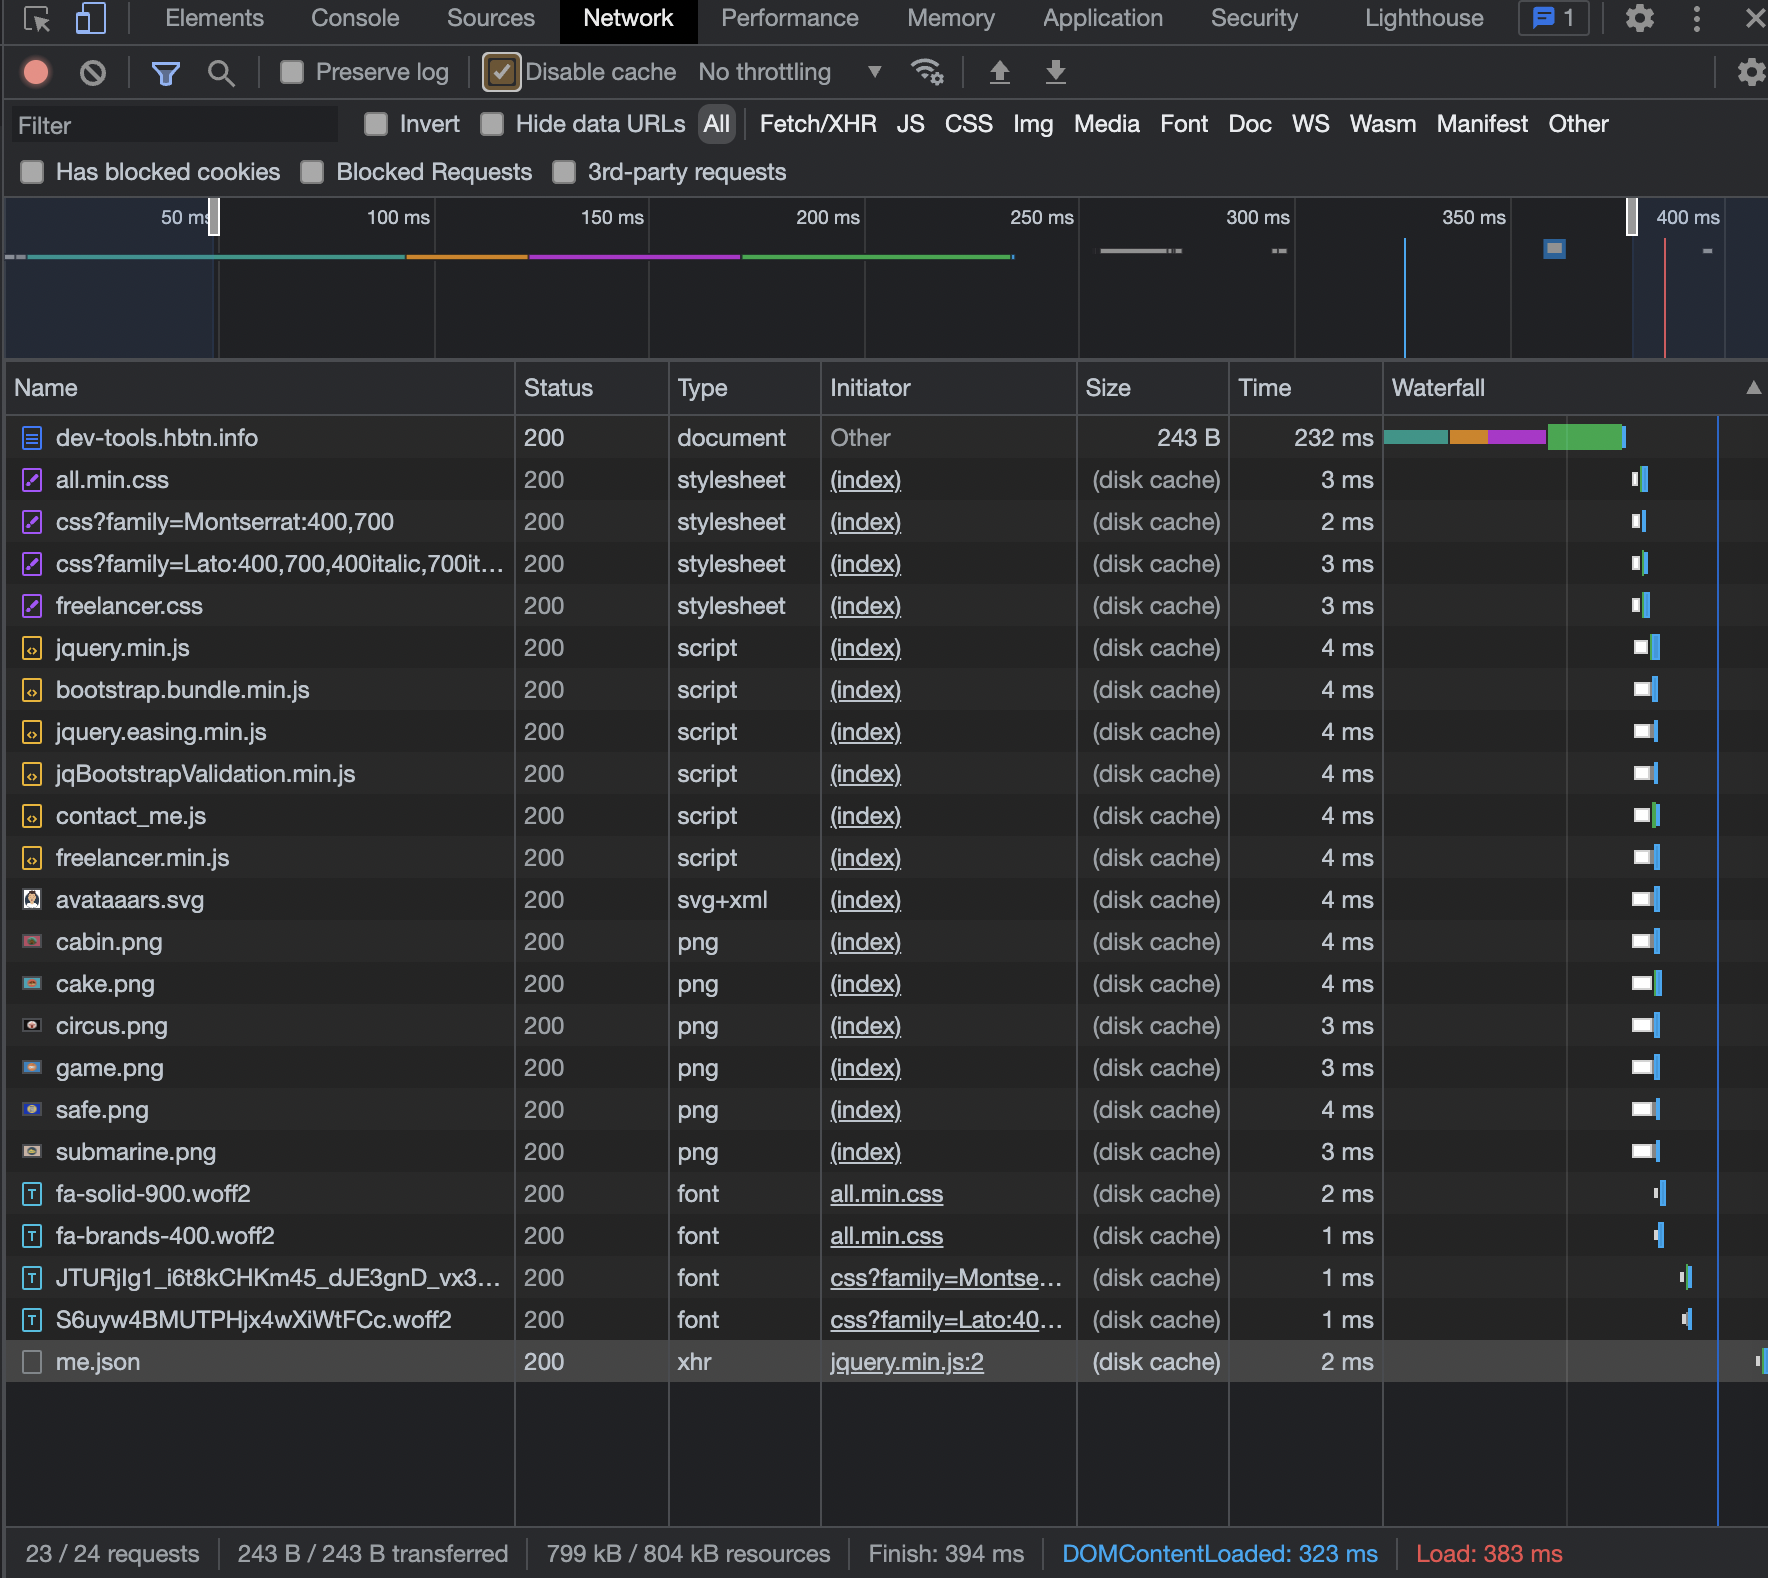 Elements Console Sources Network Performance Memory Application Security Lighthouse 1
Preserve log Disable cache No throttling
Filter Invert Hide data URLs All Fetch/XHR JS CSS Img Media Font Doc WS Wasm Manifest Other
Has blocked cookies Blocked Requests 3rd-party requests
50 ms 100 ms 150 ms 200 ms 250 ms 300 ms 350 ms 400 ms
Name Status Type Initiator Size Time Waterfall
dev-tools.hbtn.info 200 document Other 243 B 232 ms
all.min.css 200 stylesheet (index) (disk cache) 3 ms
css?family=Montserrat:400,700 200 stylesheet (index) (disk cache) 2 ms
css?family=Lato:400,700,400italic,700it... 200 stylesheet (index) (disk cache) 3 ms
freelancer.css 200 stylesheet (index) (disk cache) 3 ms
jquery.min.js 200 script (index) (disk cache) 4 ms
bootstrap.bundle.min.js 200 script (index) (disk cache) 4 ms
jquery.easing.min.js 200 script (index) (disk cache) 4 ms
jqBootstrapValidation.min.js 200 script (index) (disk cache) 4 ms
contact_me.js 200 script (index) (disk cache) 4 ms
freelancer.min.js 200 script (index) (disk cache) 4 ms
avataaars.svg 200 svg+xml (index) (disk cache) 4 ms
cabin.png 200 png (index) (disk cache) 4 ms
cake.png 200 png (index) (disk cache) 4 ms
circus.png 200 png (index) (disk cache) 3 ms
game.png 200 png (index) (disk cache) 3 ms
safe.png 200 png (index) (disk cache) 4 ms
submarine.png 200 png (index) (disk cache) 3 ms
fa-solid-900.woff2 200 font all.min.css (disk cache) 2 ms
fa-brands-400.woff2 200 font all.min.css (disk cache) 1 ms
JTURjIg1_i6t8kCHKm45_dJE3gnD_vx3... 200 font css?family=Montse... (disk cache) 1 ms
S6uyw4BMUTPHjx4wXiWtFCc.woff2 200 font css?family=Lato:40... (disk cache) 1 ms
me.json 200 xhr jquery.min.js:2 (disk cache) 2 ms
23 / 24 requests 243 B / 243 B transferred 799 kB / 804 kB resources Finish: 394 ms DOMContentLoaded: 323 ms Load: 383 ms